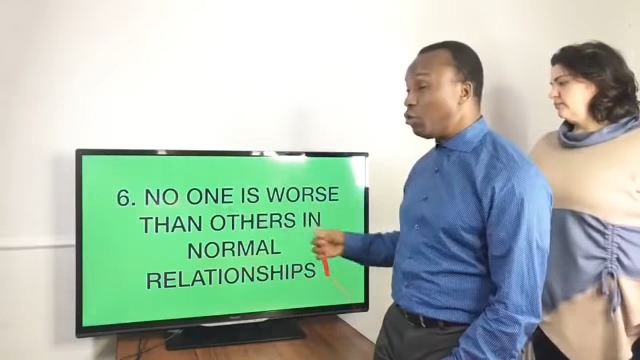 6. NO ONE IS WORSE
THAN OTHERS IN
NORMAL
RELATIONSHIPS